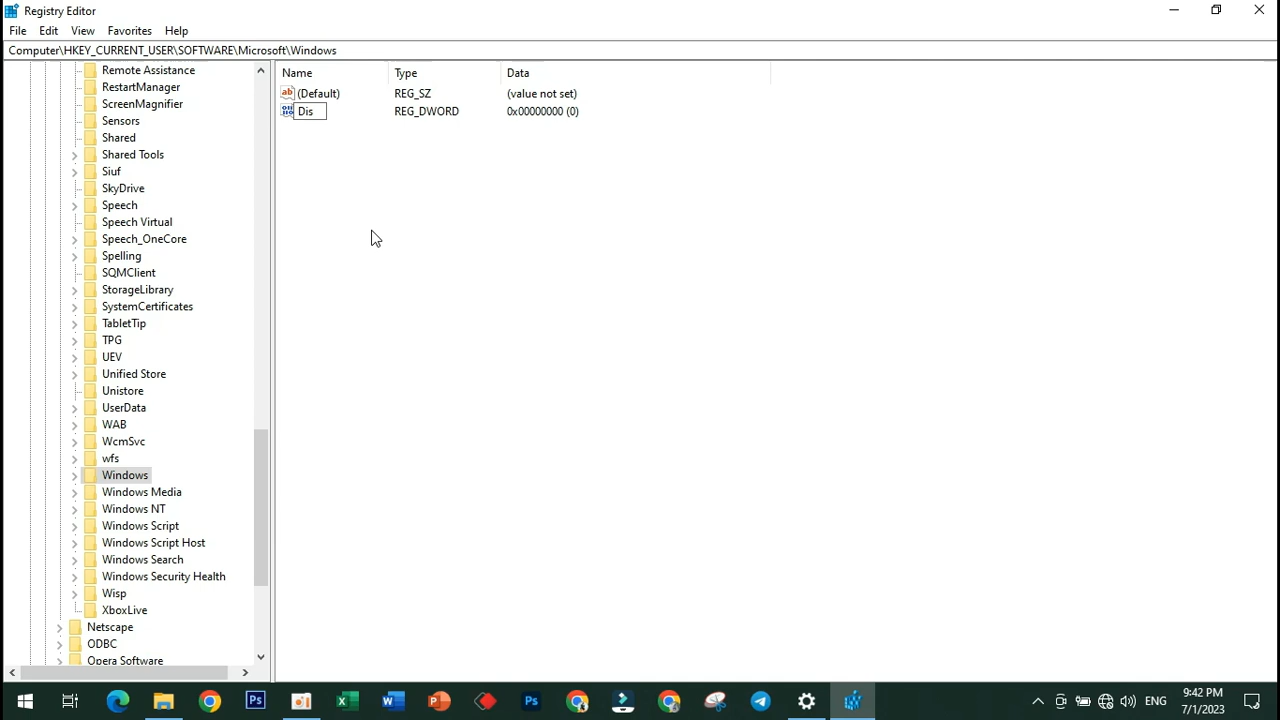 Registry Editor
File Edit View Favorites Help
Computer\HKEY_CURRENT_USER\SOFTWARE\Microsoft\Windows
Remote Assistance
RestartManager
ScreenMagnifier
Sensors
Shared
Shared Tools
Siuf
SkyDrive
Speech
Speech Virtual
Speech_OneCore
Spelling
SQMClient
StorageLibrary
SystemCertificates
TabletTip
TPG
UEV
Unified Store
Unistore
UserData
WAB
WcmSvc
wfs
Windows
Windows Media
Windows NT
Windows Script
Windows Script Host
Windows Search
Windows Security Health
Wisp
XboxLive
Netscape
ODBC
Opera Software
Name Type Data
(Default) REG_SZ (value not set)
Dis REG_DWORD 0x00000000 (0)
ENG
9:42 PM
7/1/2023